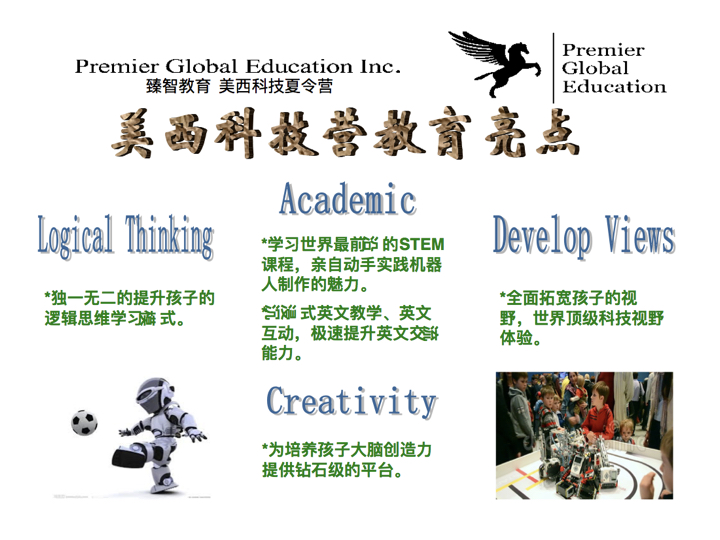 Premier Global Education Inc.
臻智教育 美西科技夏令营
Premier
Global
Education
美西科技营教育亮点
Logical Thinking
*独一无二的提升孩子的
逻辑思维学习 式。
Academic
*学习世界最前 的STEM
课程，亲自动手实践机器
人制作的魅力。
* 式英文教学、英文
互动，极速提升英文交
能力。
Creativity
*为培养孩子大脑创造力
提供钻石级的平台。
Develop Views
*全面拓宽孩子的视
野，世界顶级科技视野
体验。